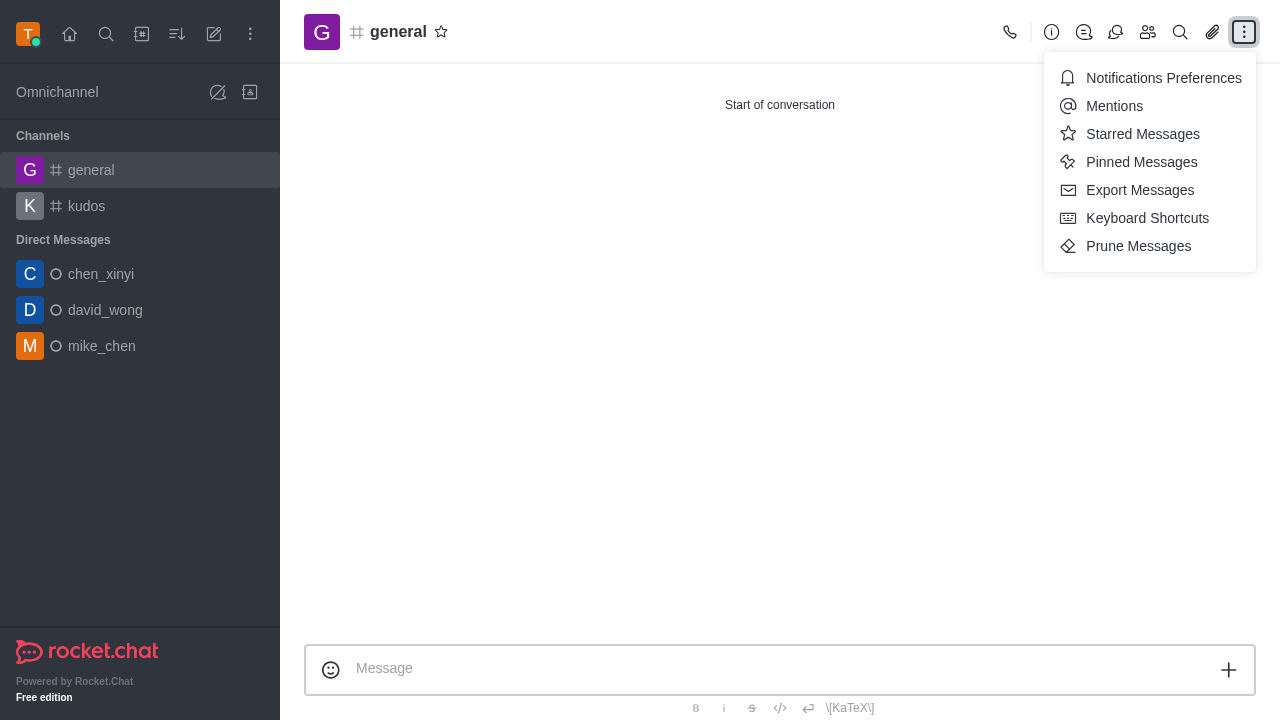 T
Omnichannel
Channels
G general
K kudos
Direct Messages
C chen_xinyi
D david_wong
M mike_chen
rocket.chat
Powered by Rocket.Chat
Free edition
G general
Start of conversation
Notifications Preferences
Mentions
Starred Messages
Pinned Messages
Export Messages
Keyboard Shortcuts
Prune Messages
Message
B i S \[KaTeX\]